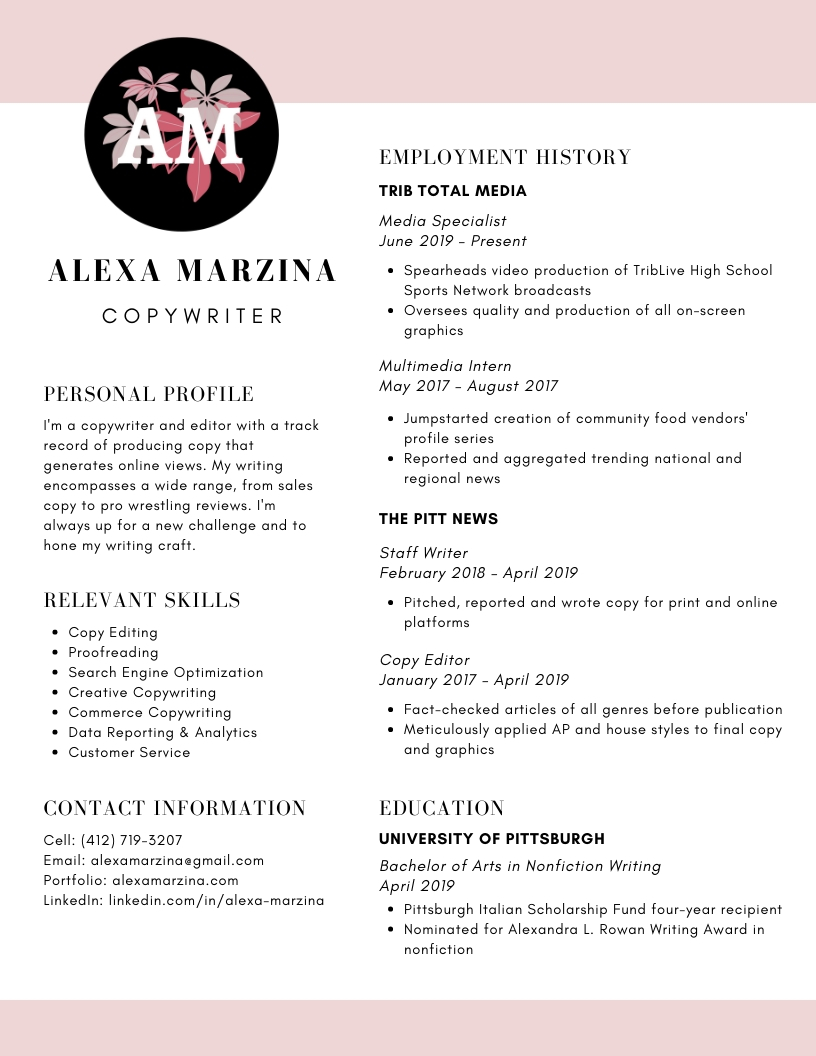 AM
ALEXA MARZINA
COPYWRITER
PERSONAL PROFILE
I'm a copywriter and editor with a track
record of producing copy that
generates online views. My writing
encompasses a wide range, from sales
copy to pro wrestling reviews. I'm
always up for a new challenge and to
hone my writing craft.
RELEVANT SKILLS
• Copy Editing
• Proofreading
• Search Engine Optimization
• Creative Copywriting
• Commerce Copywriting
• Data Reporting & Analytics
• Customer Service
CONTACT INFORMATION
Cell: (412) 719-3207
Email: alexamarzina@gmail.com
Portfolio: alexamarzina.com
LinkedIn: linkedin.com/in/alexa-marzina
EMPLOYMENT HISTORY
TRIB TOTAL MEDIA
Media Specialist
June 2019 – Present
• Spearheads video production of TribLive High School
Sports Network broadcasts
• Oversees quality and production of all on-screen
graphics
Multimedia Intern
May 2017 – August 2017
• Jumpstarted creation of community food vendors'
profile series
• Reported and aggregated trending national and
regional news
THE PITT NEWS
Staff Writer
February 2018 – April 2019
• Pitched, reported and wrote copy for print and online
platforms
Copy Editor
January 2017 – April 2019
• Fact-checked articles of all genres before publication
• Meticulously applied AP and house styles to final copy
and graphics
EDUCATION
UNIVERSITY OF PITTSBURGH
Bachelor of Arts in Nonfiction Writing
April 2019
• Pittsburgh Italian Scholarship Fund four-year recipient
• Nominated for Alexandra L. Rowan Writing Award in
nonfiction